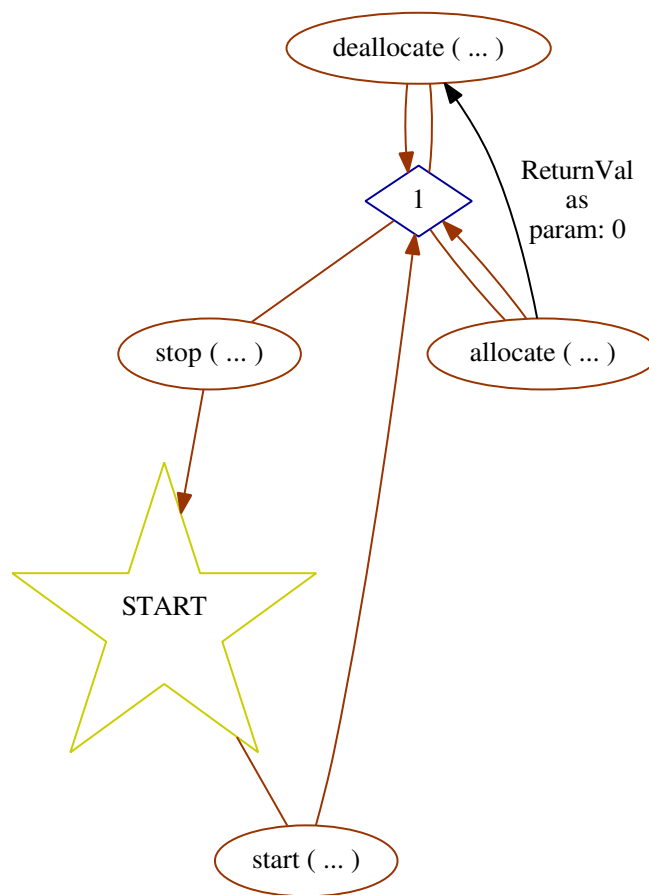 deallocate ( ... )
1
ReturnVal
as
param: 0
stop ( ... )
allocate ( ... )
START
start ( ... )